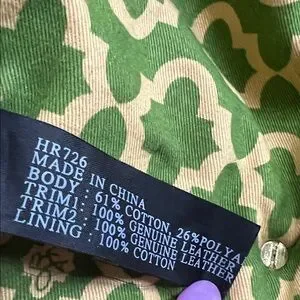 HR726
MADE IN CHINA
BODY : 61% COTTON, 26%POLYA
TRIM1: 100% GENUINE LEATHER
TRIM2: 100% GENUINE LEATHER
LINING : 100% COTTON